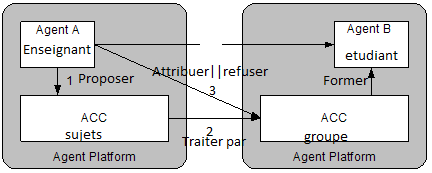 Agent A
Enseignant
Agent B
etudiant
1 Proposer
Attribuer||refuser
3
Former
ACC
sujets
2
Traiter par
ACC
groupe
Agent Platform
Agent Platform